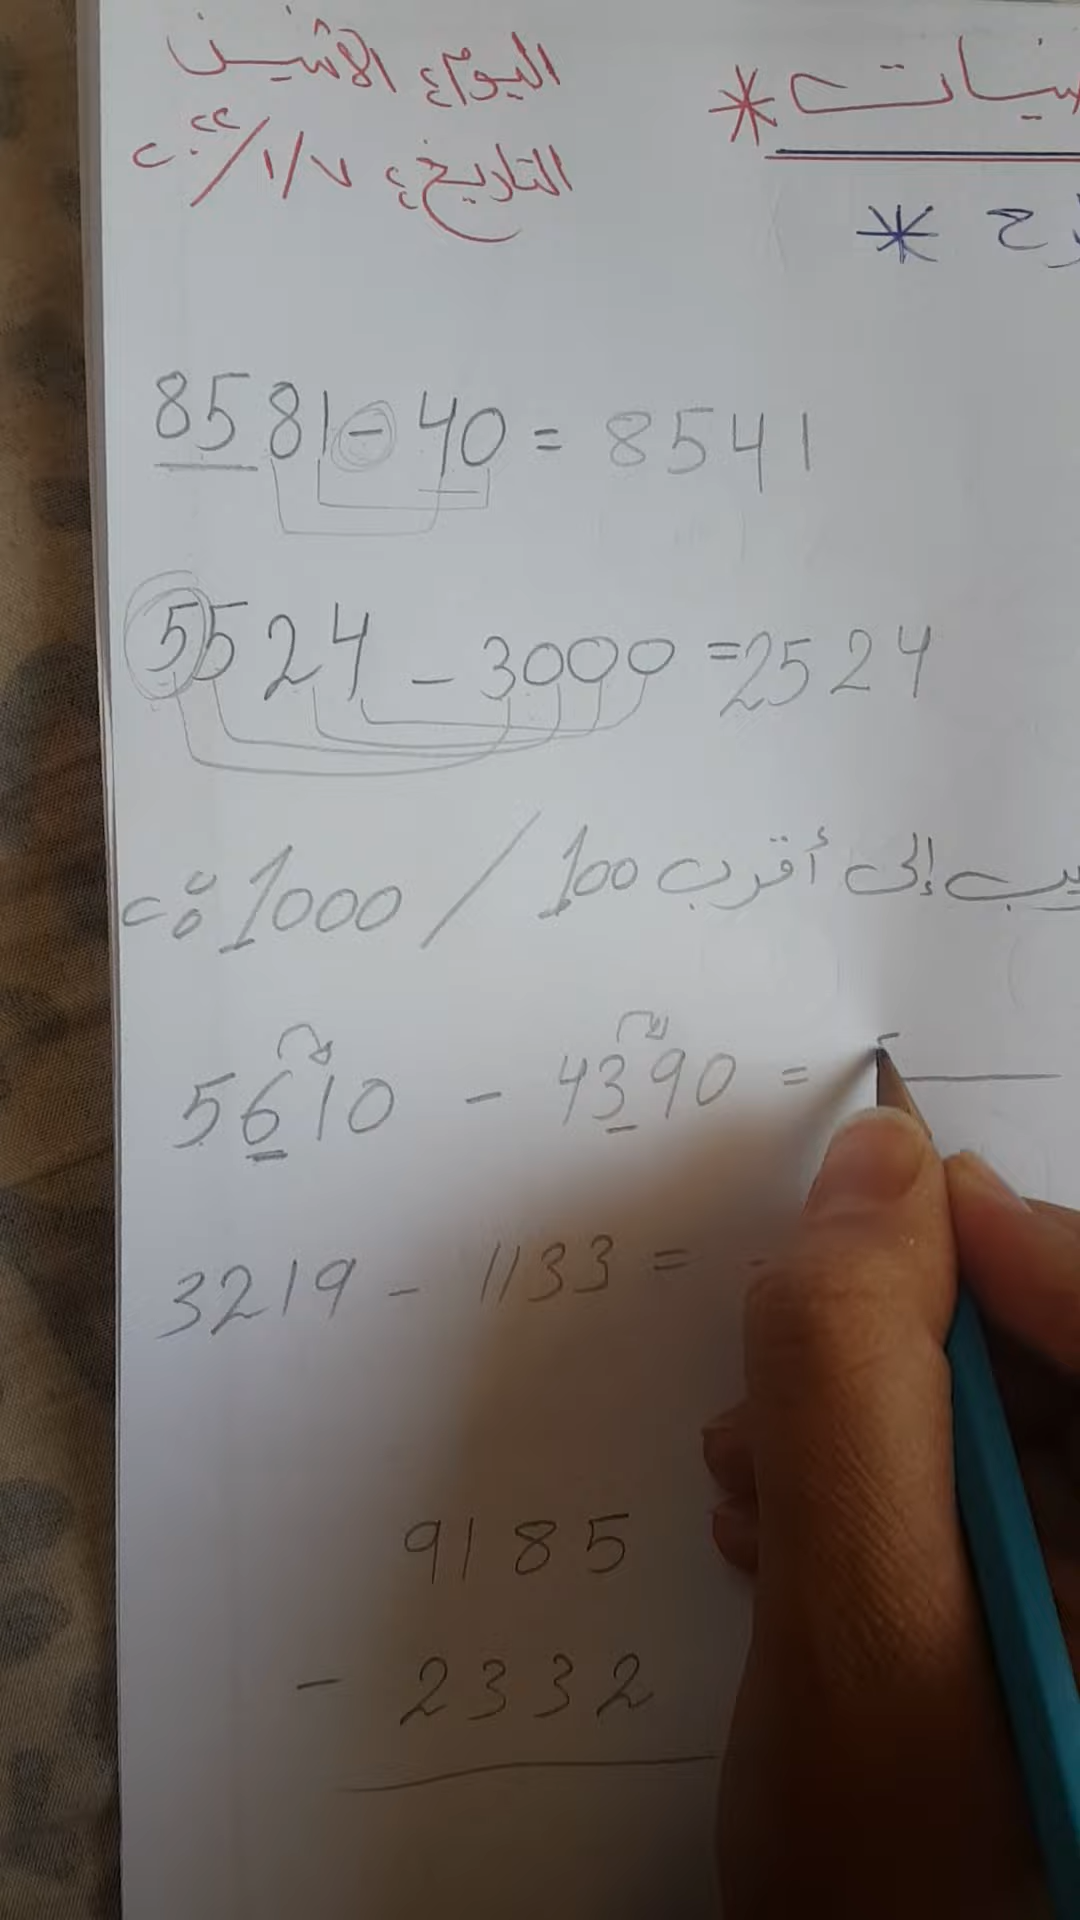 اليوم: الاثنين
التاريخ: ٧/١/٢٠٢٢
8581 - 40 = 8541
5524 - 3000 = 2524
إلى أقرب 100 / 1000 :-
5610 - 4390 =
3219 - 1133 =
9185
- 2332